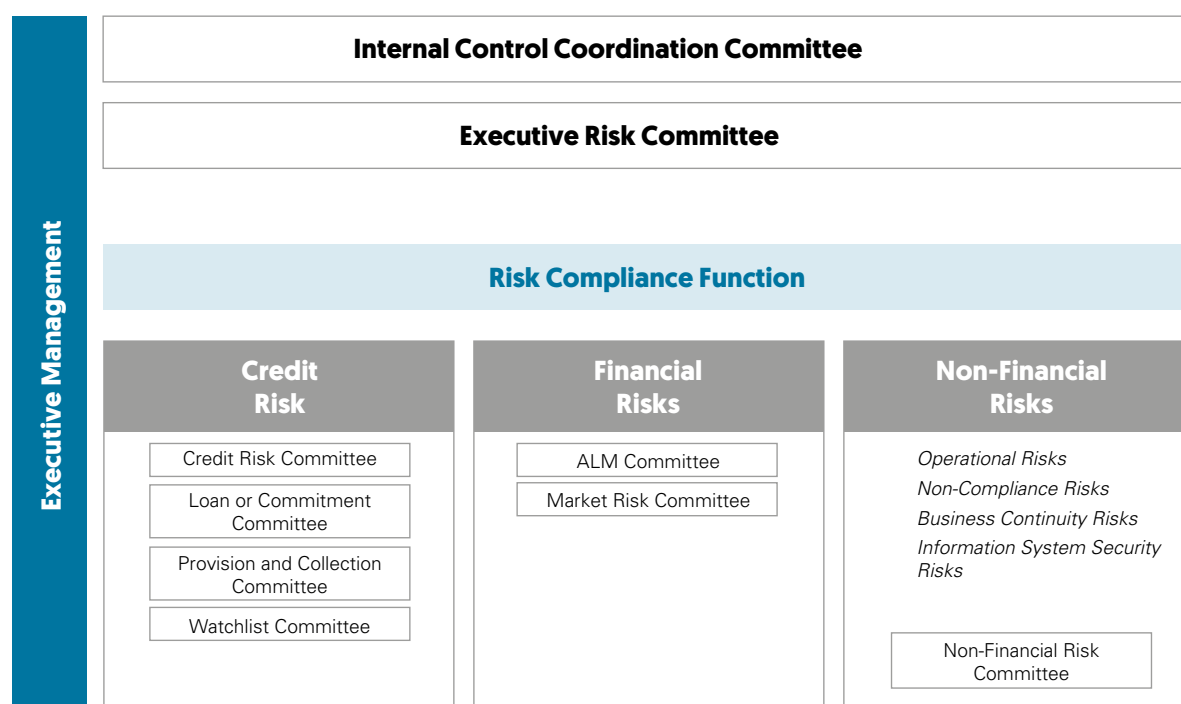 Executive Management
Internal Control Coordination Committee
Executive Risk Committee
Risk Compliance Function
Credit
Risk
Credit Risk Committee
Loan or Commitment
Committee
Provision and Collection
Committee
Watchlist Committee
Financial
Risks
ALM Committee
Market Risk Committee
Non-Financial
Risks
Operational Risks
Non-Compliance Risks
Business Continuity Risks
Information System Security
Risks
Non-Financial Risk
Committee